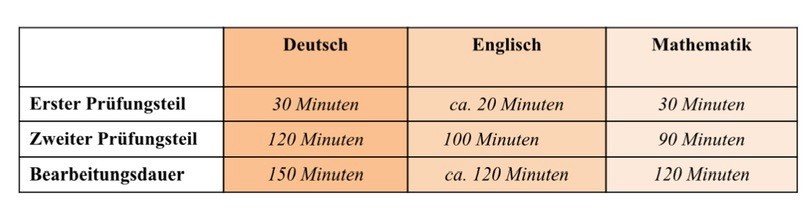 Deutsch Englisch Mathematik
Erster Prüfungsteil 30 Minuten ca. 20 Minuten 30 Minuten
Zweiter Prüfungsteil 120 Minuten 100 Minuten 90 Minuten
Bearbeitungsdauer 150 Minuten ca. 120 Minuten 120 Minuten